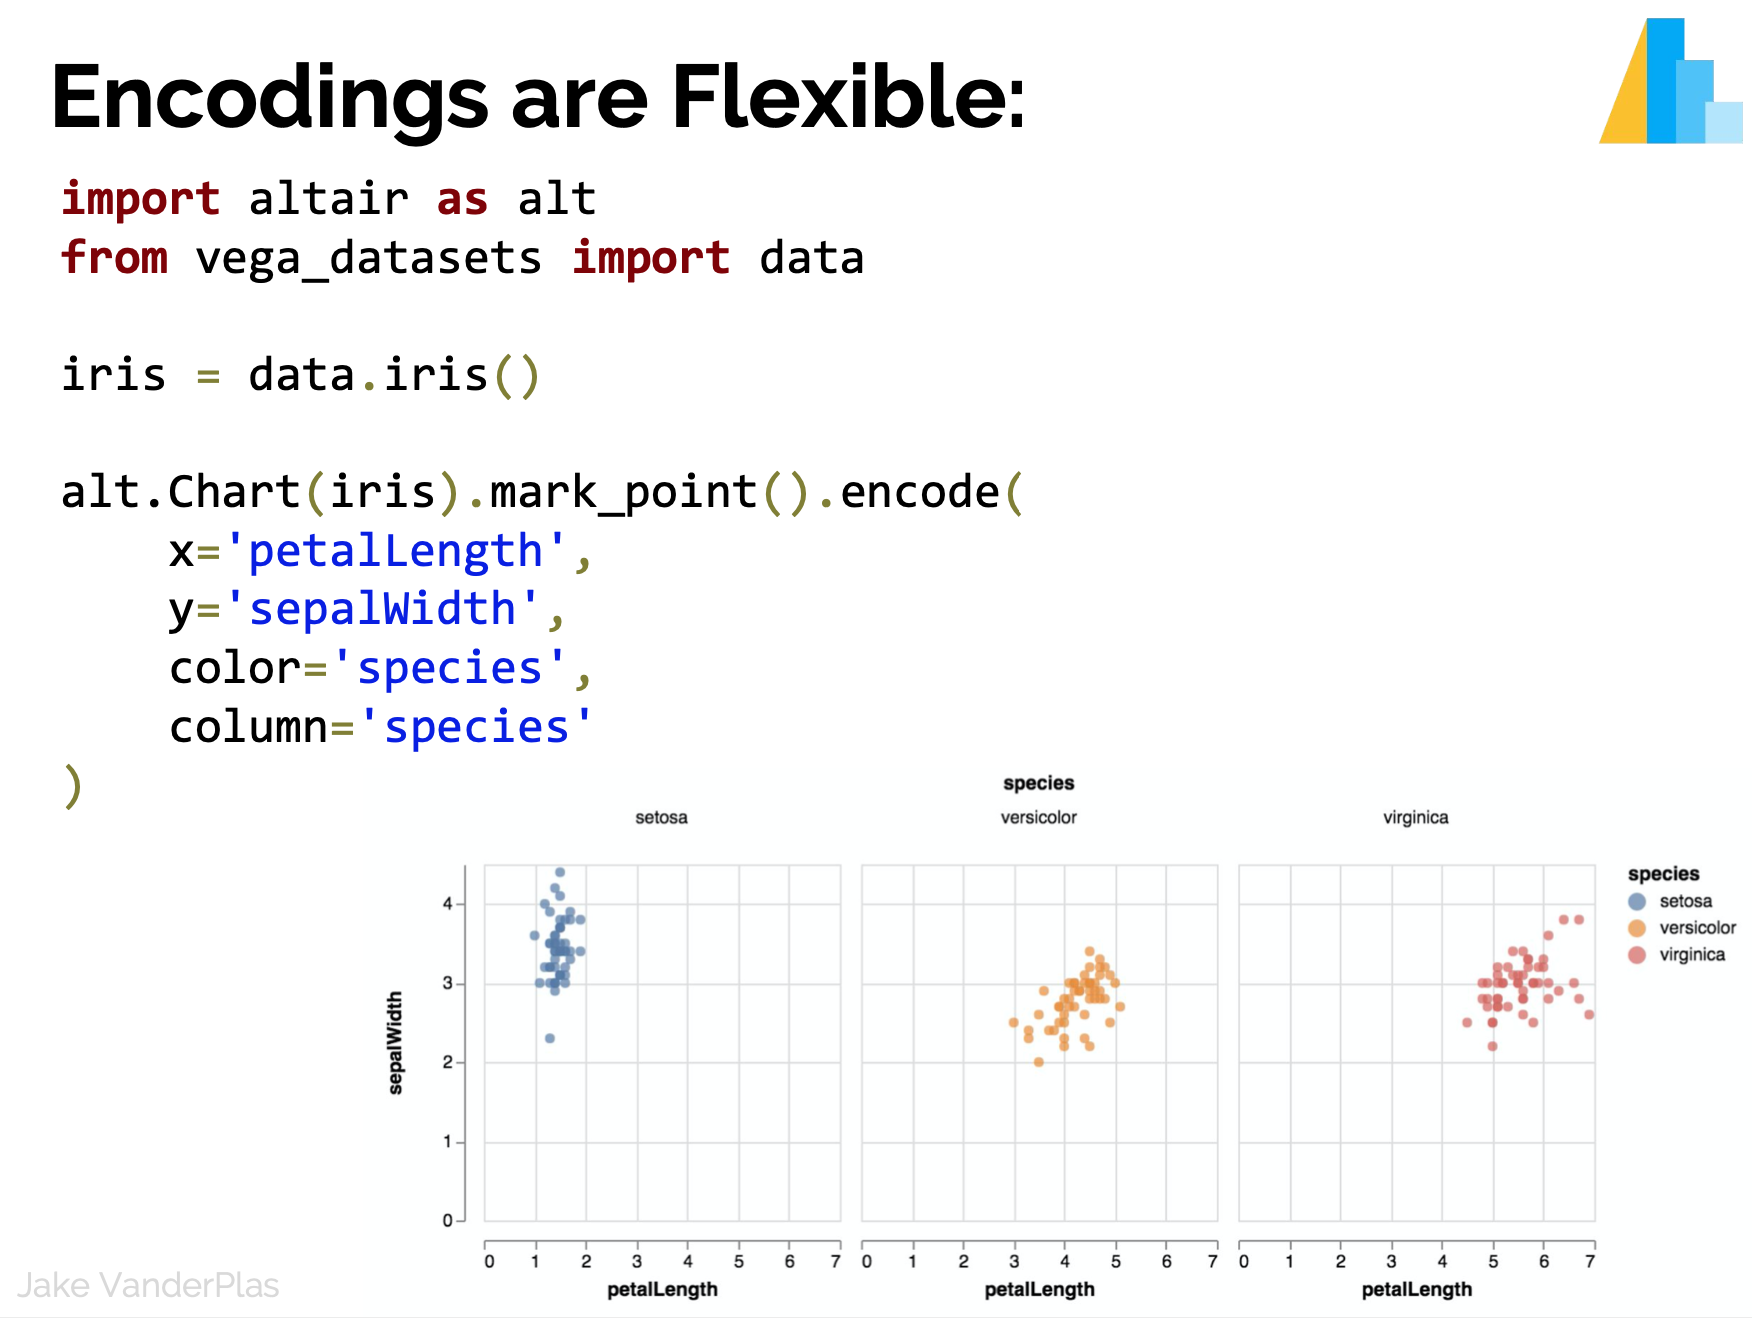 Encodings are Flexible:
import altair as alt
from vega_datasets import data
iris = data.iris()
alt.Chart(iris).mark_point().encode(
    x='petalLength',
    y='sepalWidth',
    color='species',
    column='species'
)
species
setosa versicolor virginica
sepalWidth
4
3
2
1
0
0 1 2 3 4 5 6 7
0 1 2 3 4 5 6 7
0 1 2 3 4 5 6 7
petalLength petalLength petalLength
species
setosa
versicolor
virginica
Jake VanderPlas